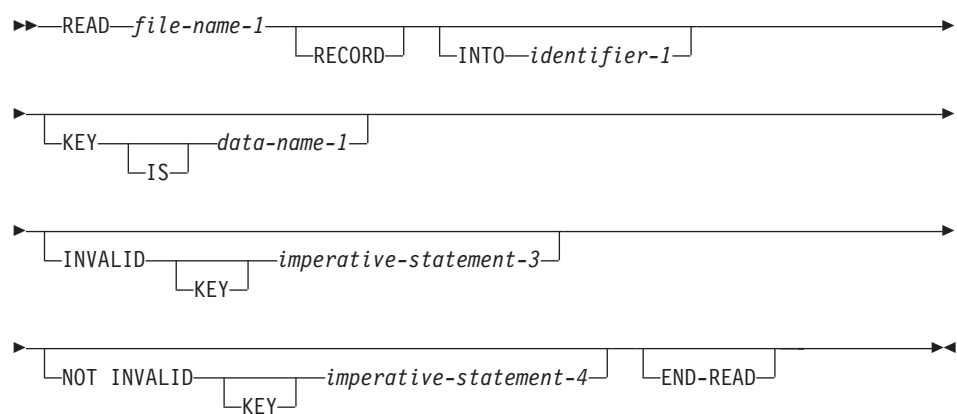 READ file-name-1
RECORD INTO identifier-1
KEY data-name-1
IS
INVALID imperative-statement-3
KEY
NOT INVALID imperative-statement-4 END-READ
KEY